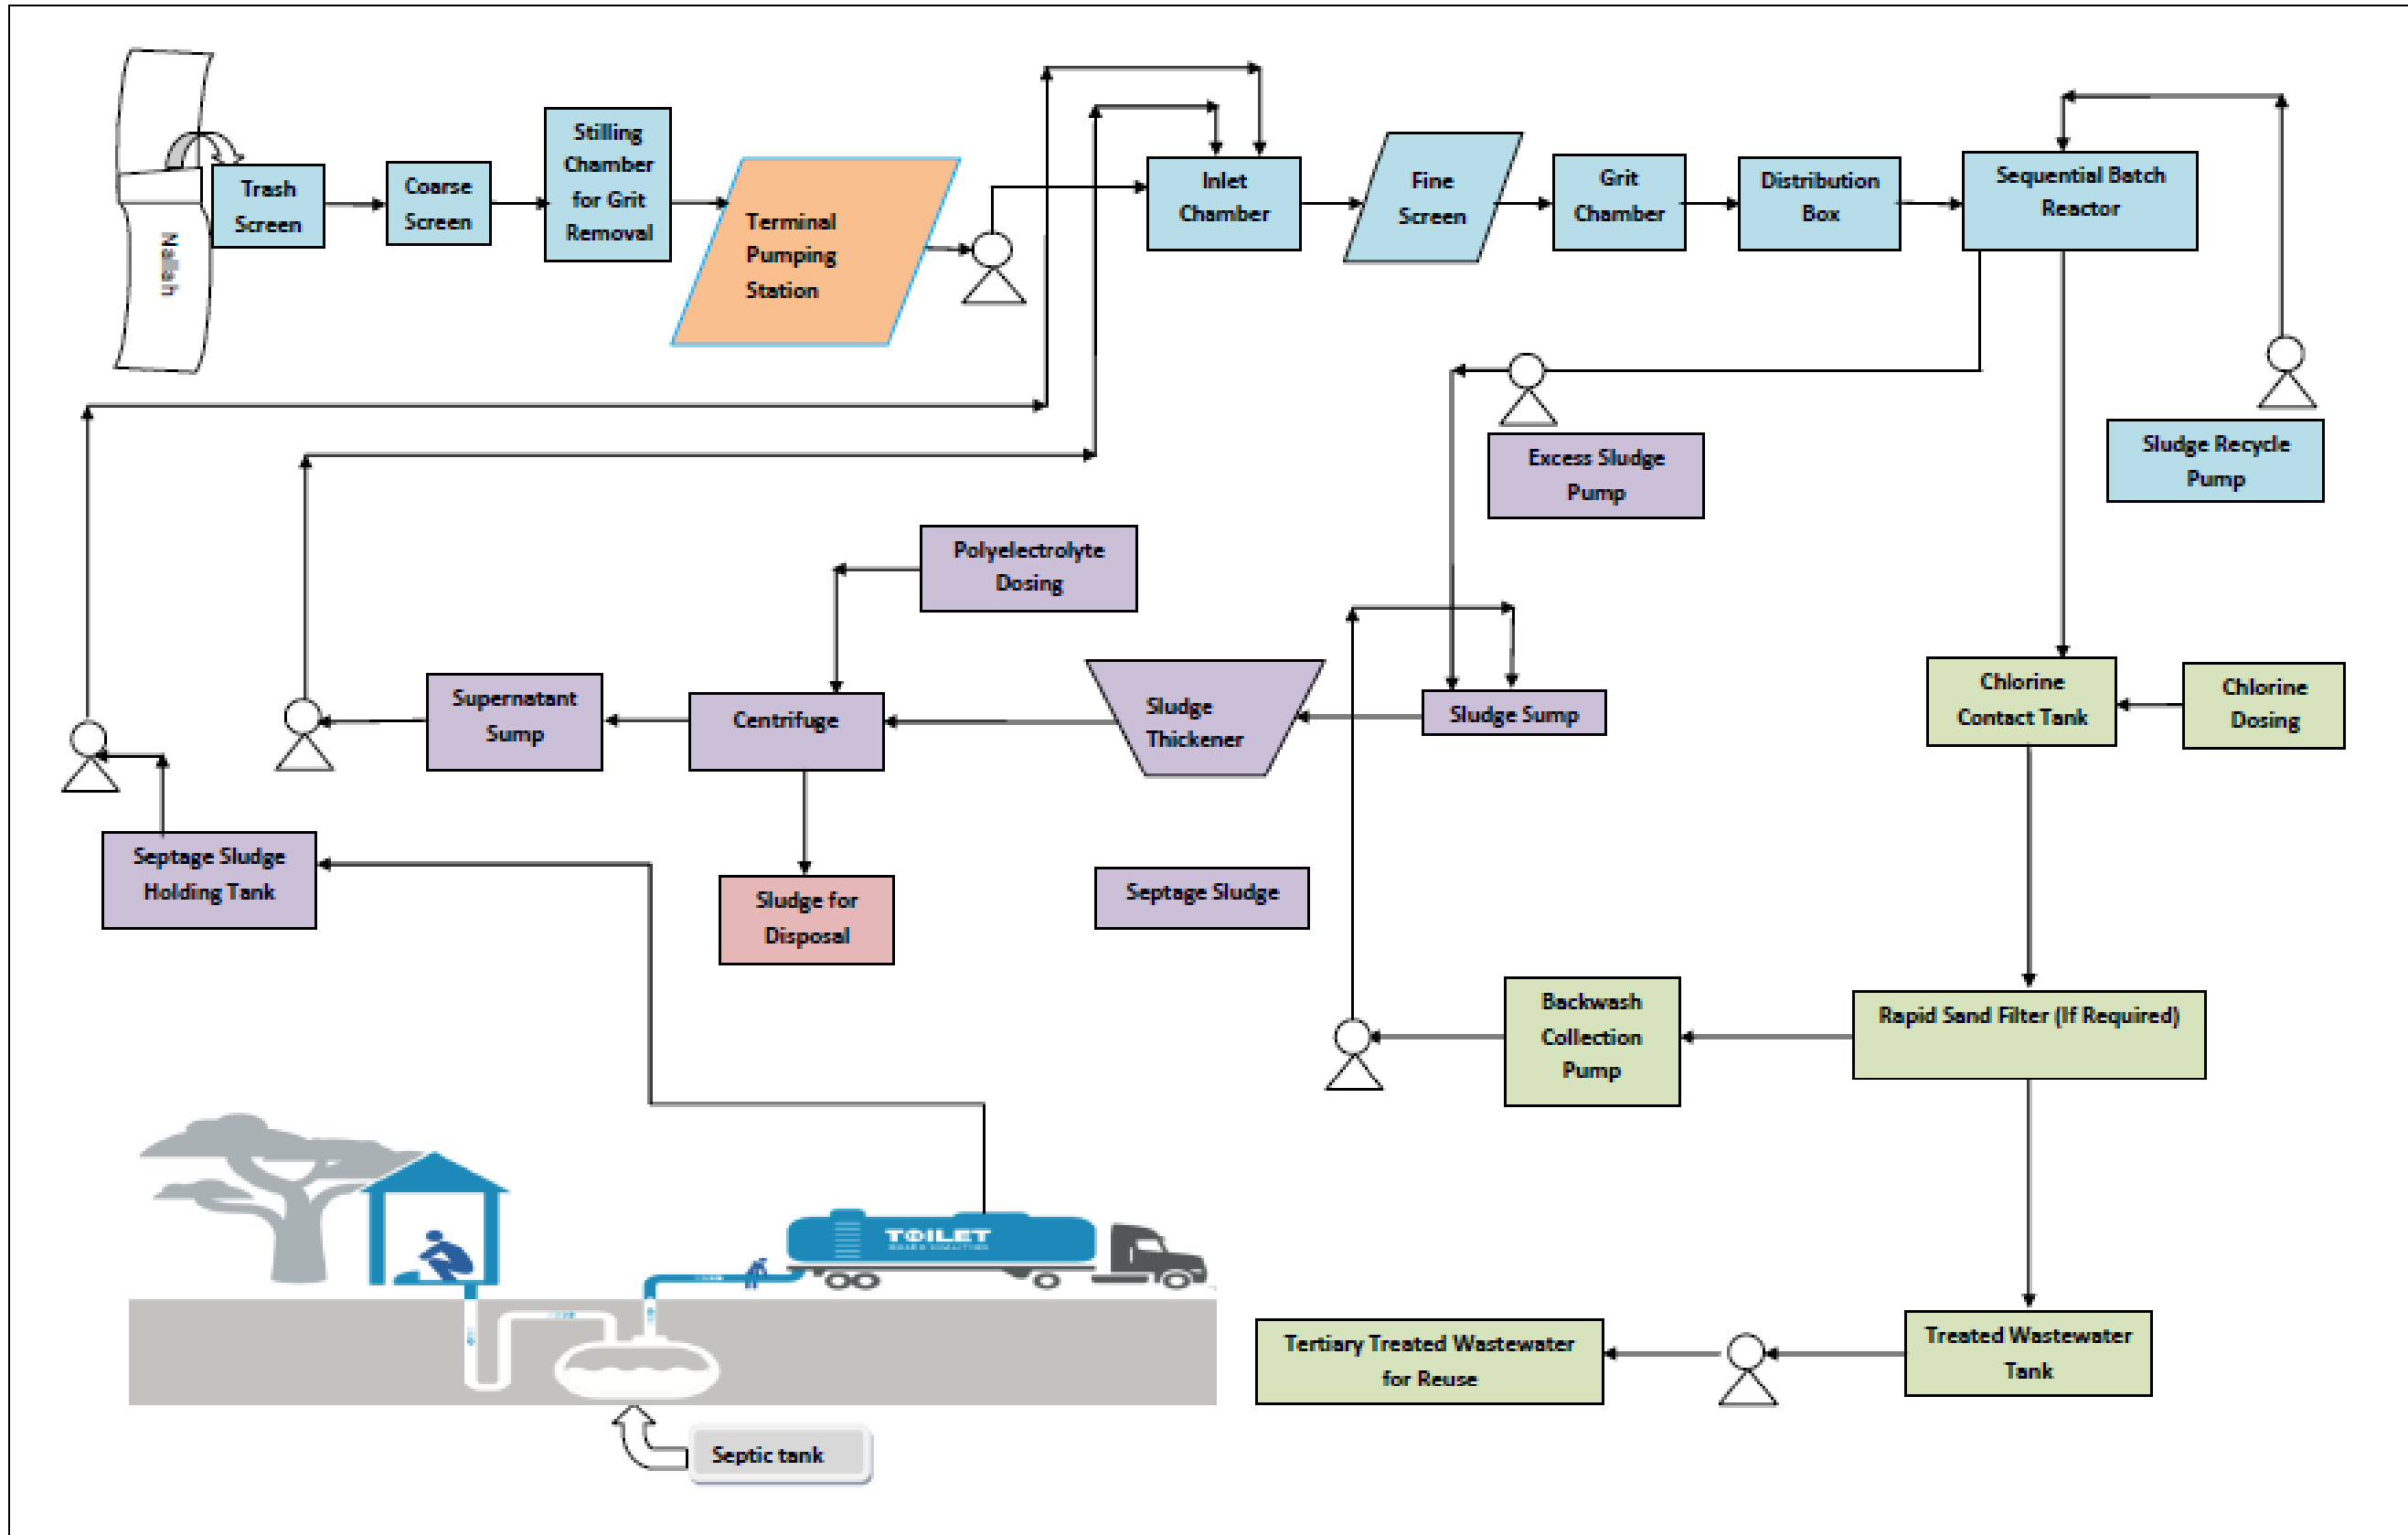 Nallah
Trash
Screen
Coarse
Screen
Stilling
Chamber
for Grit
Removal
Terminal
Pumping
Station
Inlet
Chamber
Fine
Screen
Grit
Chamber
Distribution
Box
Sequential Batch
Reactor
Excess Sludge
Pump
Sludge Recycle
Pump
Polyelectrolyte
Dosing
Supernatant
Sump
Centrifuge
Sludge
Thickener
Sludge Sump
Chlorine
Contact Tank
Chlorine
Dosing
Septage Sludge
Holding Tank
Sludge for
Disposal
Septage Sludge
Backwash
Collection
Pump
Rapid Sand Filter (If Required)
TOILET
Tertiary Treated Wastewater
for Reuse
Treated Wastewater
Tank
Septic tank